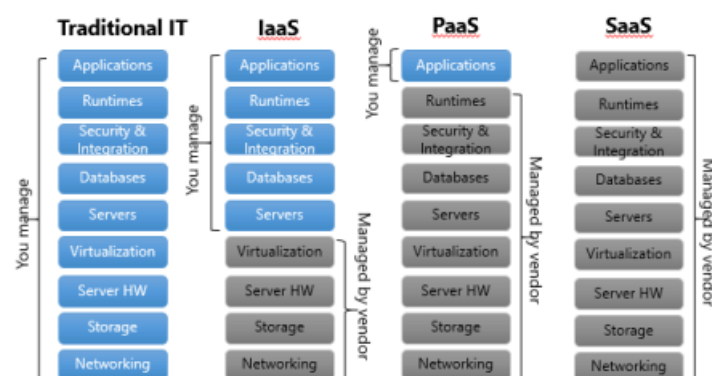 Traditional IT
Applications
Runtimes
Security &
Integration
Databases
Servers
Virtualization
Server HW
Storage
Networking
You manage
IaaS
Applications
Runtimes
Security &
Integration
Databases
Servers
Virtualization
Server HW
Storage
Networking
You manage
Managed by vendor
PaaS
Applications
Runtimes
Security &
Integration
Databases
Servers
Virtualization
Server HW
Storage
Networking
You manage
Managed by vendor
SaaS
Applications
Runtimes
Security &
Integration
Databases
Servers
Virtualization
Server HW
Storage
Networking
Managed by vendor